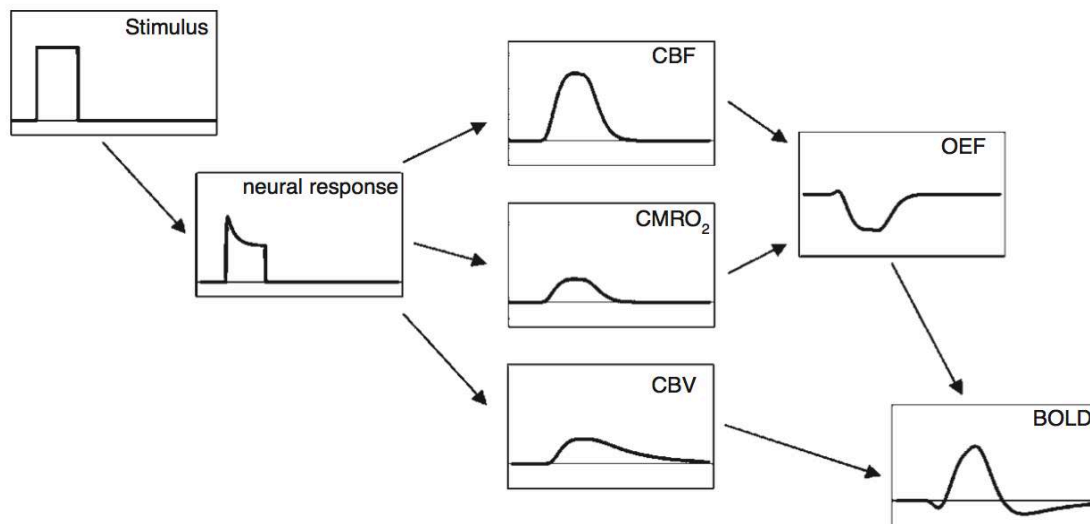 Stimulus
neural response
CBF
CMRO₂
CBV
OEF
BOLD